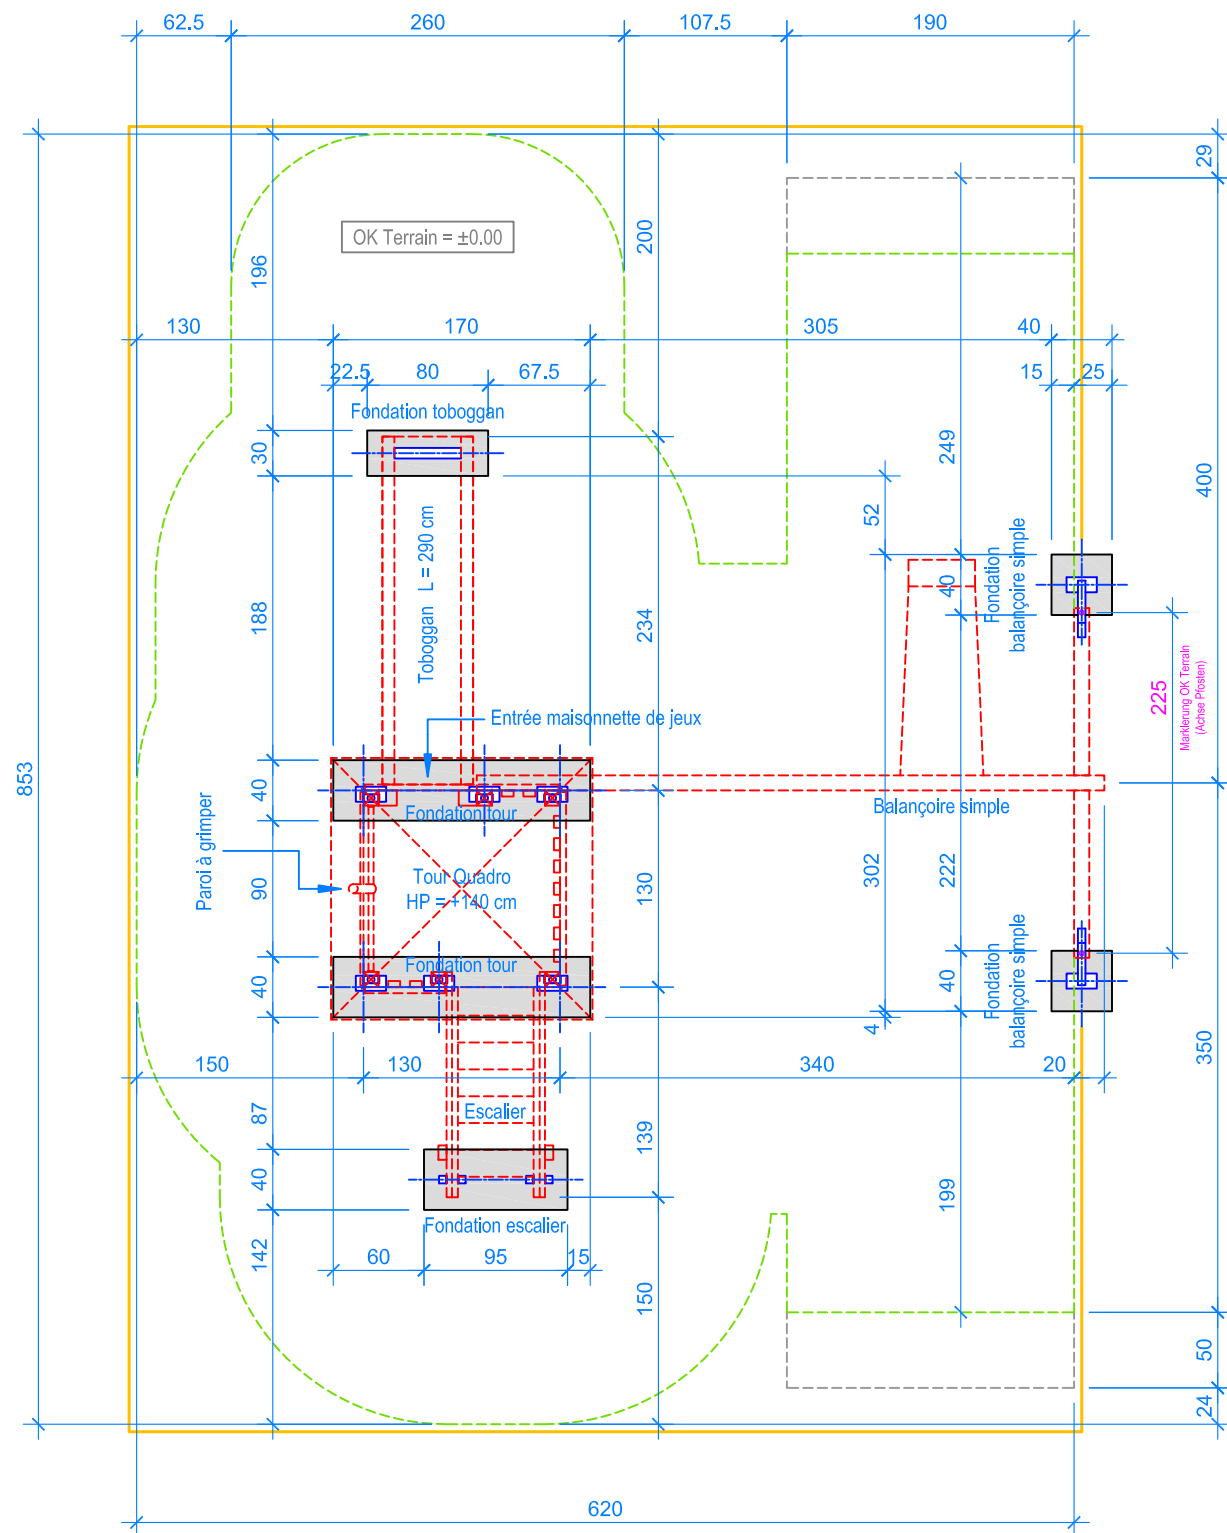 62.5
260
107.5
190
29
OK Terrain = ±0.00
200
196
130
170
305
40
22.5
80
67.5
15
25
Fondation toboggan
249
30
400
52
Toboggan L = 290 cm
Fondation
balançoire simple
40
188
234
225
Markierung OK Terrain
(Achse Pfosten)
Entrée maisonnette de jeux
853
40
Fondation tour
Balançoire simple
Paroi à grimper
90
Tour Quadro
HP = +140 cm
130
302
222
Fondation tour
40
40
Fondation
balançoire simple
4
150
130
340
20
350
87
Escalier
139
40
199
Fondation escalier
142
60
95
15
150
50
24
620